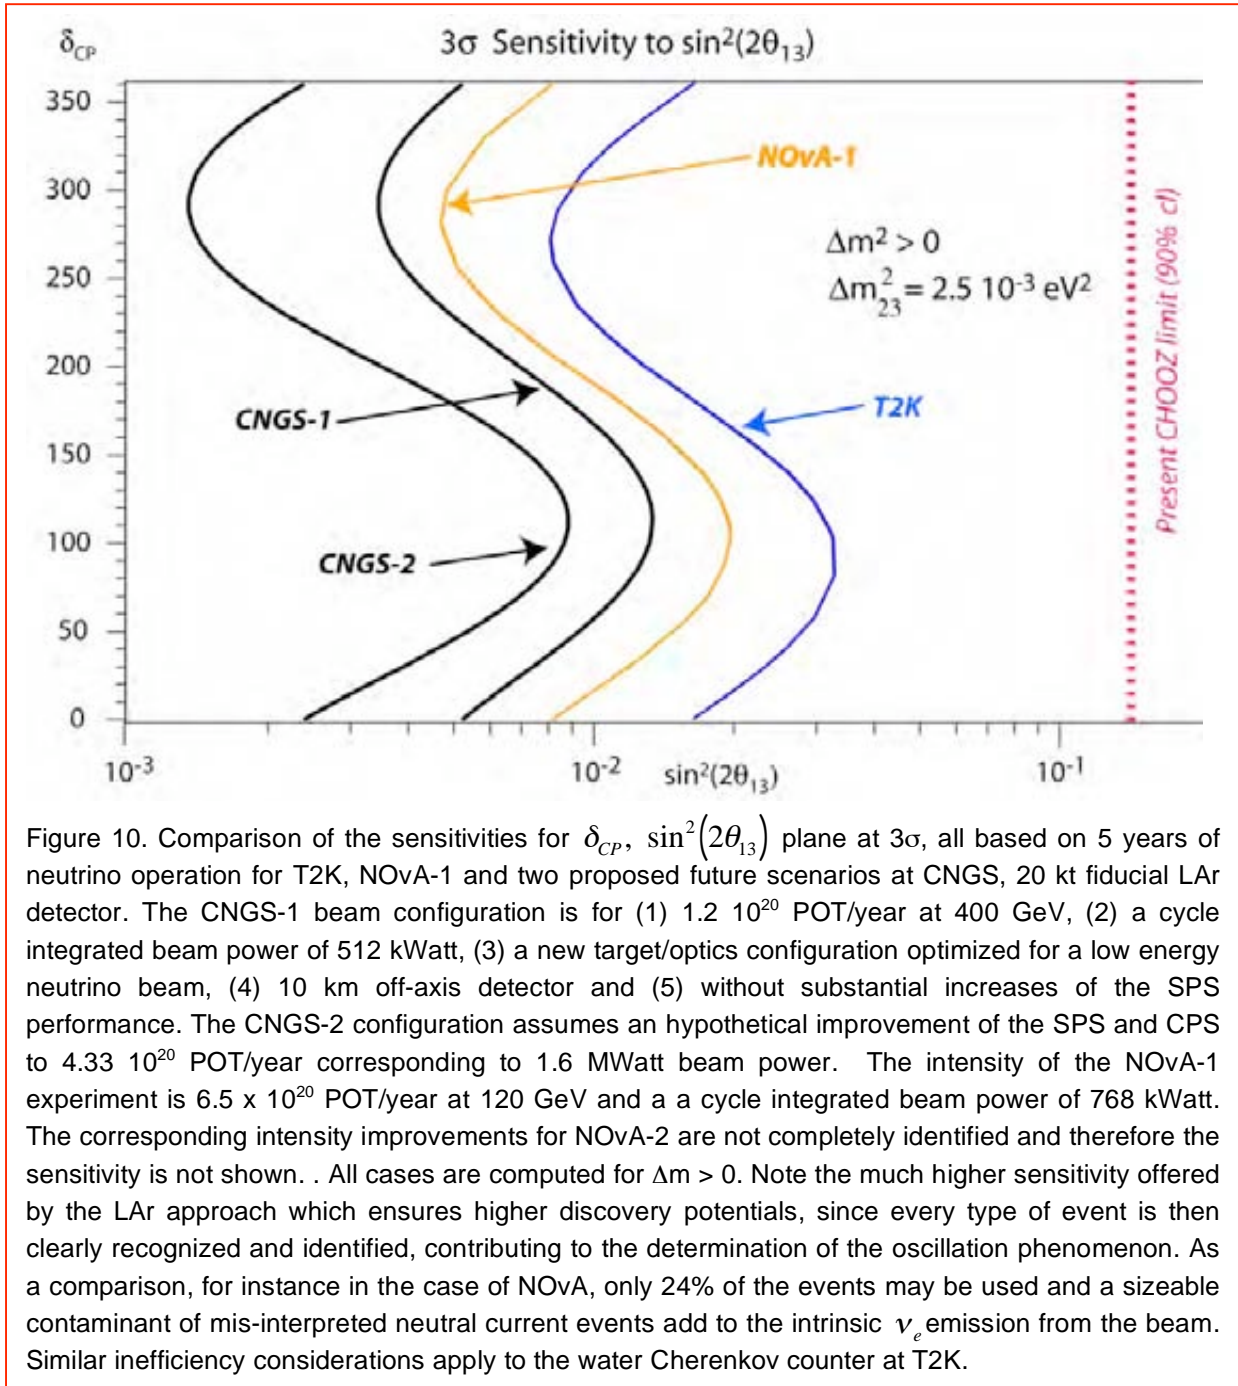 δCP
3σ Sensitivity to sin²(2θ₁₃)
350
300
250
200
150
100
50
0
NOvA-1
Δm² > 0
Δm²₂₃ = 2.5 10⁻³ eV²
CNGS-1
T2K
CNGS-2
Present CHOOZ limit (90% cl)
10⁻³
10⁻²
sin²(2θ₁₃)
10⁻¹
Figure 10. Comparison of the sensitivities for δCP, sin²(2θ₁₃) plane at 3σ, all based on 5 years of
neutrino operation for T2K, NOvA-1 and two proposed future scenarios at CNGS, 20 kt fiducial LAr
detector. The CNGS-1 beam configuration is for (1) 1.2 10²⁰ POT/year at 400 GeV, (2) a cycle
integrated beam power of 512 kWatt, (3) a new target/optics configuration optimized for a low energy
neutrino beam, (4) 10 km off-axis detector and (5) without substantial increases of the SPS
performance. The CNGS-2 configuration assumes an hypothetical improvement of the SPS and CPS
to 4.33 10²⁰ POT/year corresponding to 1.6 MWatt beam power. The intensity of the NOvA-1
experiment is 6.5 x 10²⁰ POT/year at 120 GeV and a a cycle integrated beam power of 768 kWatt.
The corresponding intensity improvements for NOvA-2 are not completely identified and therefore the
sensitivity is not shown. . All cases are computed for Δm > 0. Note the much higher sensitivity offered
by the LAr approach which ensures higher discovery potentials, since every type of event is then
clearly recognized and identified, contributing to the determination of the oscillation phenomenon. As
a comparison, for instance in the case of NOvA, only 24% of the events may be used and a sizeable
contaminant of mis-interpreted neutral current events add to the intrinsic νₑ emission from the beam.
Similar inefficiency considerations apply to the water Cherenkov counter at T2K.